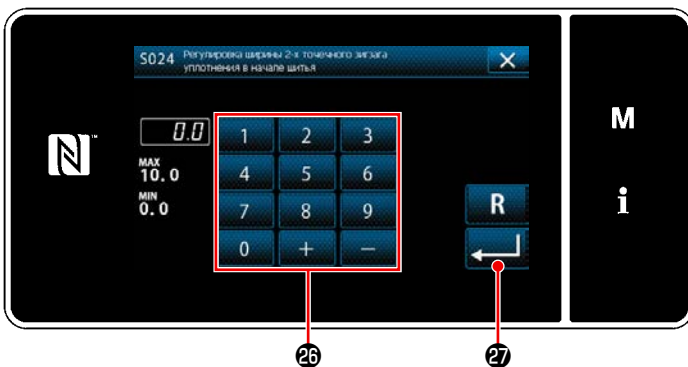 S024 Регулировка ширины 2-х точечного зигзага
уплотнения в начале шитья
0.0
1 2 3
MAX
10.0
4 5 6
MIN
0.0
7 8 9
0 + −
R
M
i
26 27